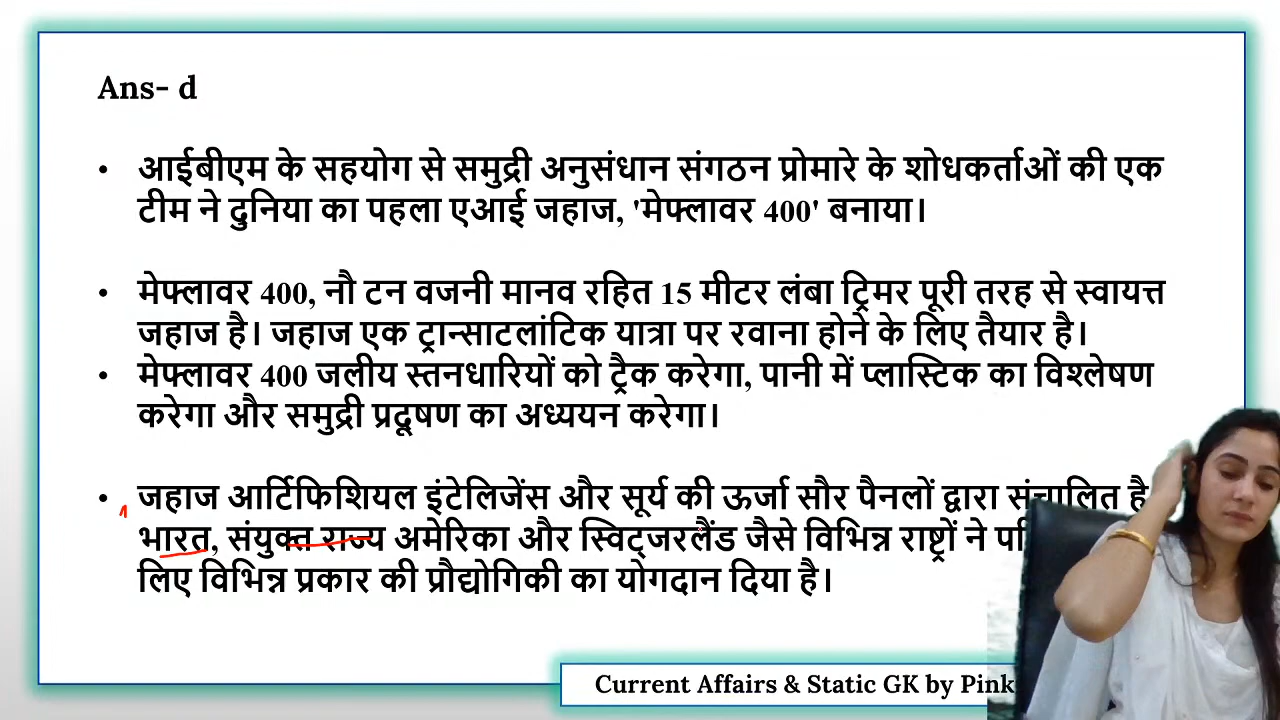 Ans- d
• आईबीएम के सहयोग से समुद्री अनुसंधान संगठन प्रोमारे के शोधकर्ताओं की एक
टीम ने दुनिया का पहला एआई जहाज, 'मेफ्लावर 400' बनाया।
• मेफ्लावर 400, नौ टन वजनी मानव रहित 15 मीटर लंबा ट्रिमर पूरी तरह से स्वायत्त
जहाज है। जहाज एक ट्रान्साटलांटिक यात्रा पर रवाना होने के लिए तैयार है।
• मेफ्लावर 400 जलीय स्तनधारियों को ट्रैक करेगा, पानी में प्लास्टिक का विश्लेषण
करेगा और समुद्री प्रदूषण का अध्ययन करेगा।
• जहाज आर्टिफिशियल इंटेलिजेंस और सूर्य की ऊर्जा सौर पैनलों द्वारा संचालित है
भारत, संयुक्त राज्य अमेरिका और स्विट्जरलैंड जैसे विभिन्न राष्ट्रों ने
लिए विभिन्न प्रकार की प्रौद्योगिकी का योगदान दिया है।
Current Affairs & Static GK by